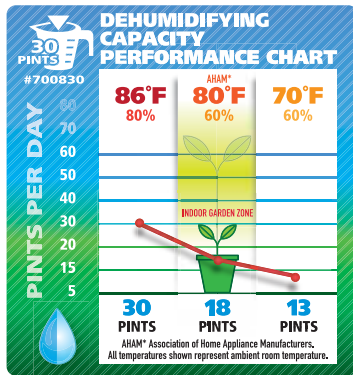 DEHUMIDIFYING
CAPACITY
PERFORMANCE CHART
30
PINTS
#700830
AHAM*
86°F 80°F 70°F
80% 60% 60%
PINTS PER DAY
80
70
60
50
40
30
20
15
5
INDOOR GARDEN ZONE
30 18 13
PINTS PINTS PINTS
AHAM* Association of Home Appliance Manufacturers.
All temperatures shown represent ambient room temperature.